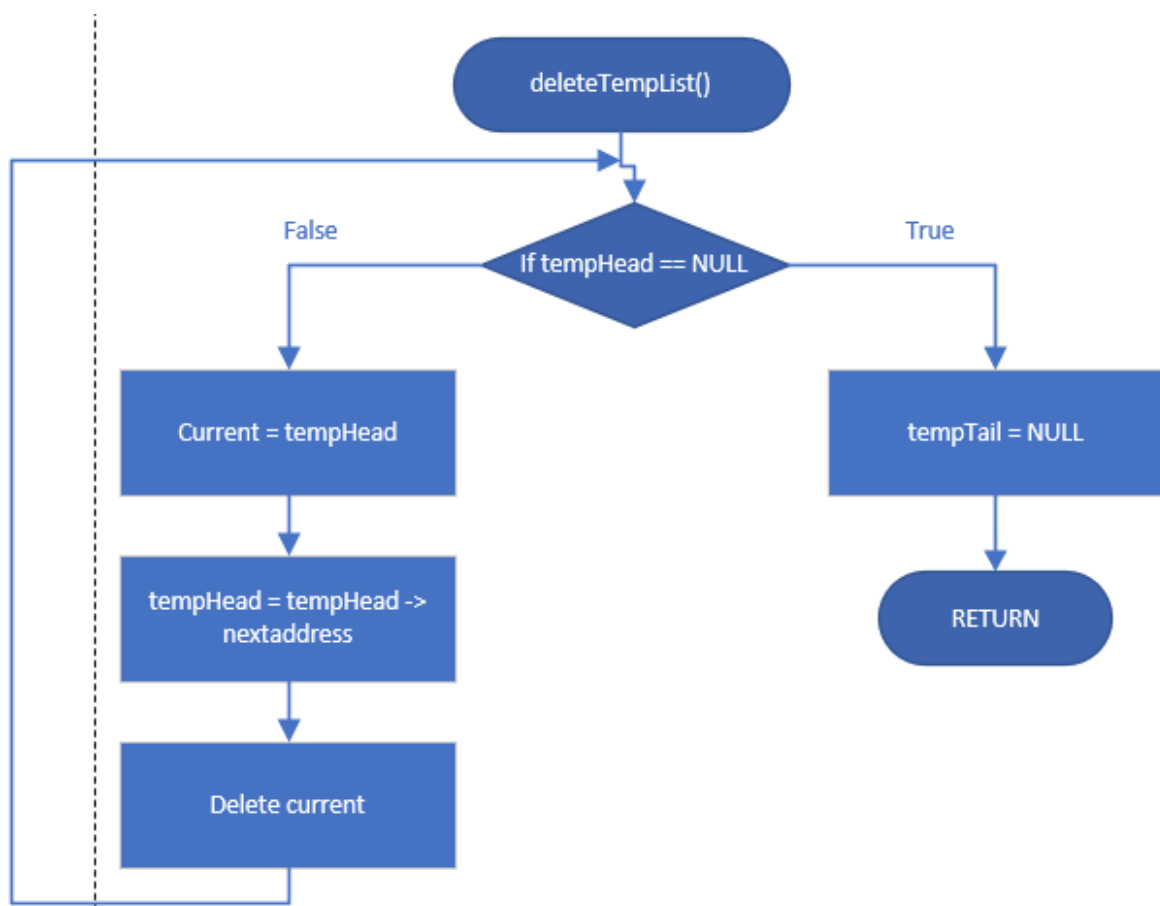 deleteTempList()
False
True
If tempHead == NULL
Current = tempHead
tempTail = NULL
tempHead = tempHead ->
nextaddress
RETURN
Delete current